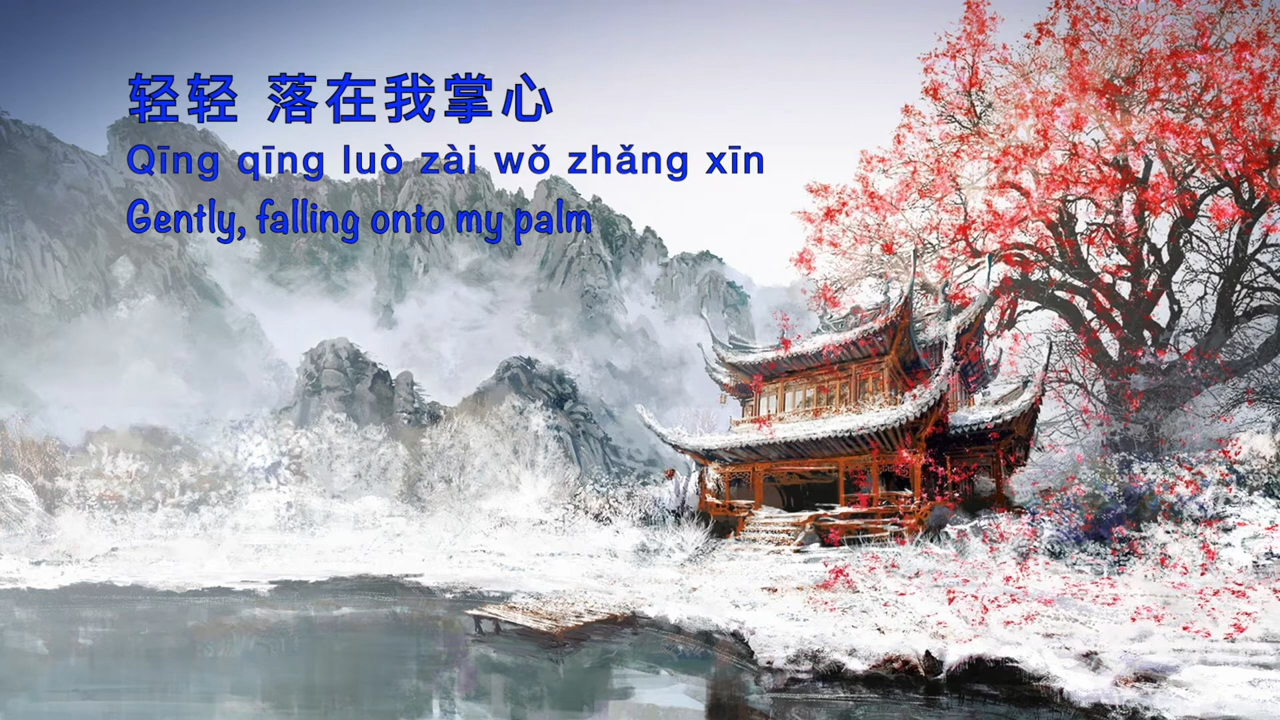 轻轻 落在我掌心
Qīng qīng luò zài wǒ zhǎng xīn
Gently, falling onto my palm